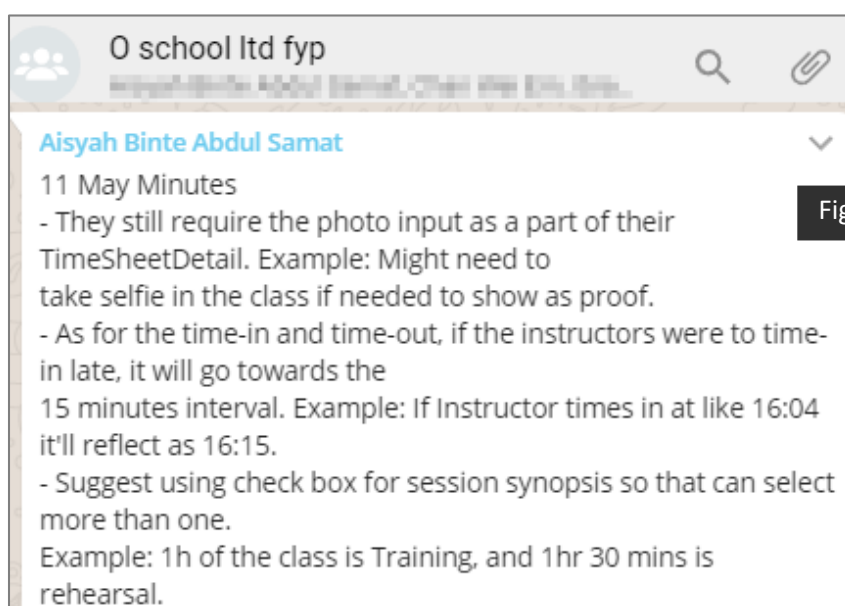 O school ltd fyp
Aisyah Binte Abdul Samat
11 May Minutes
- They still require the photo input as a part of their
Fig
TimeSheetDetail. Example: Might need to
take selfie in the class if needed to show as proof.
- As for the time-in and time-out, if the instructors were to time-
in late, it will go towards the
15 minutes interval. Example: If Instructor times in at like 16:04
it'll reflect as 16:15.
- Suggest using check box for session synopsis so that can select
more than one.
Example: 1h of the class is Training, and 1hr 30 mins is
rehearsal.